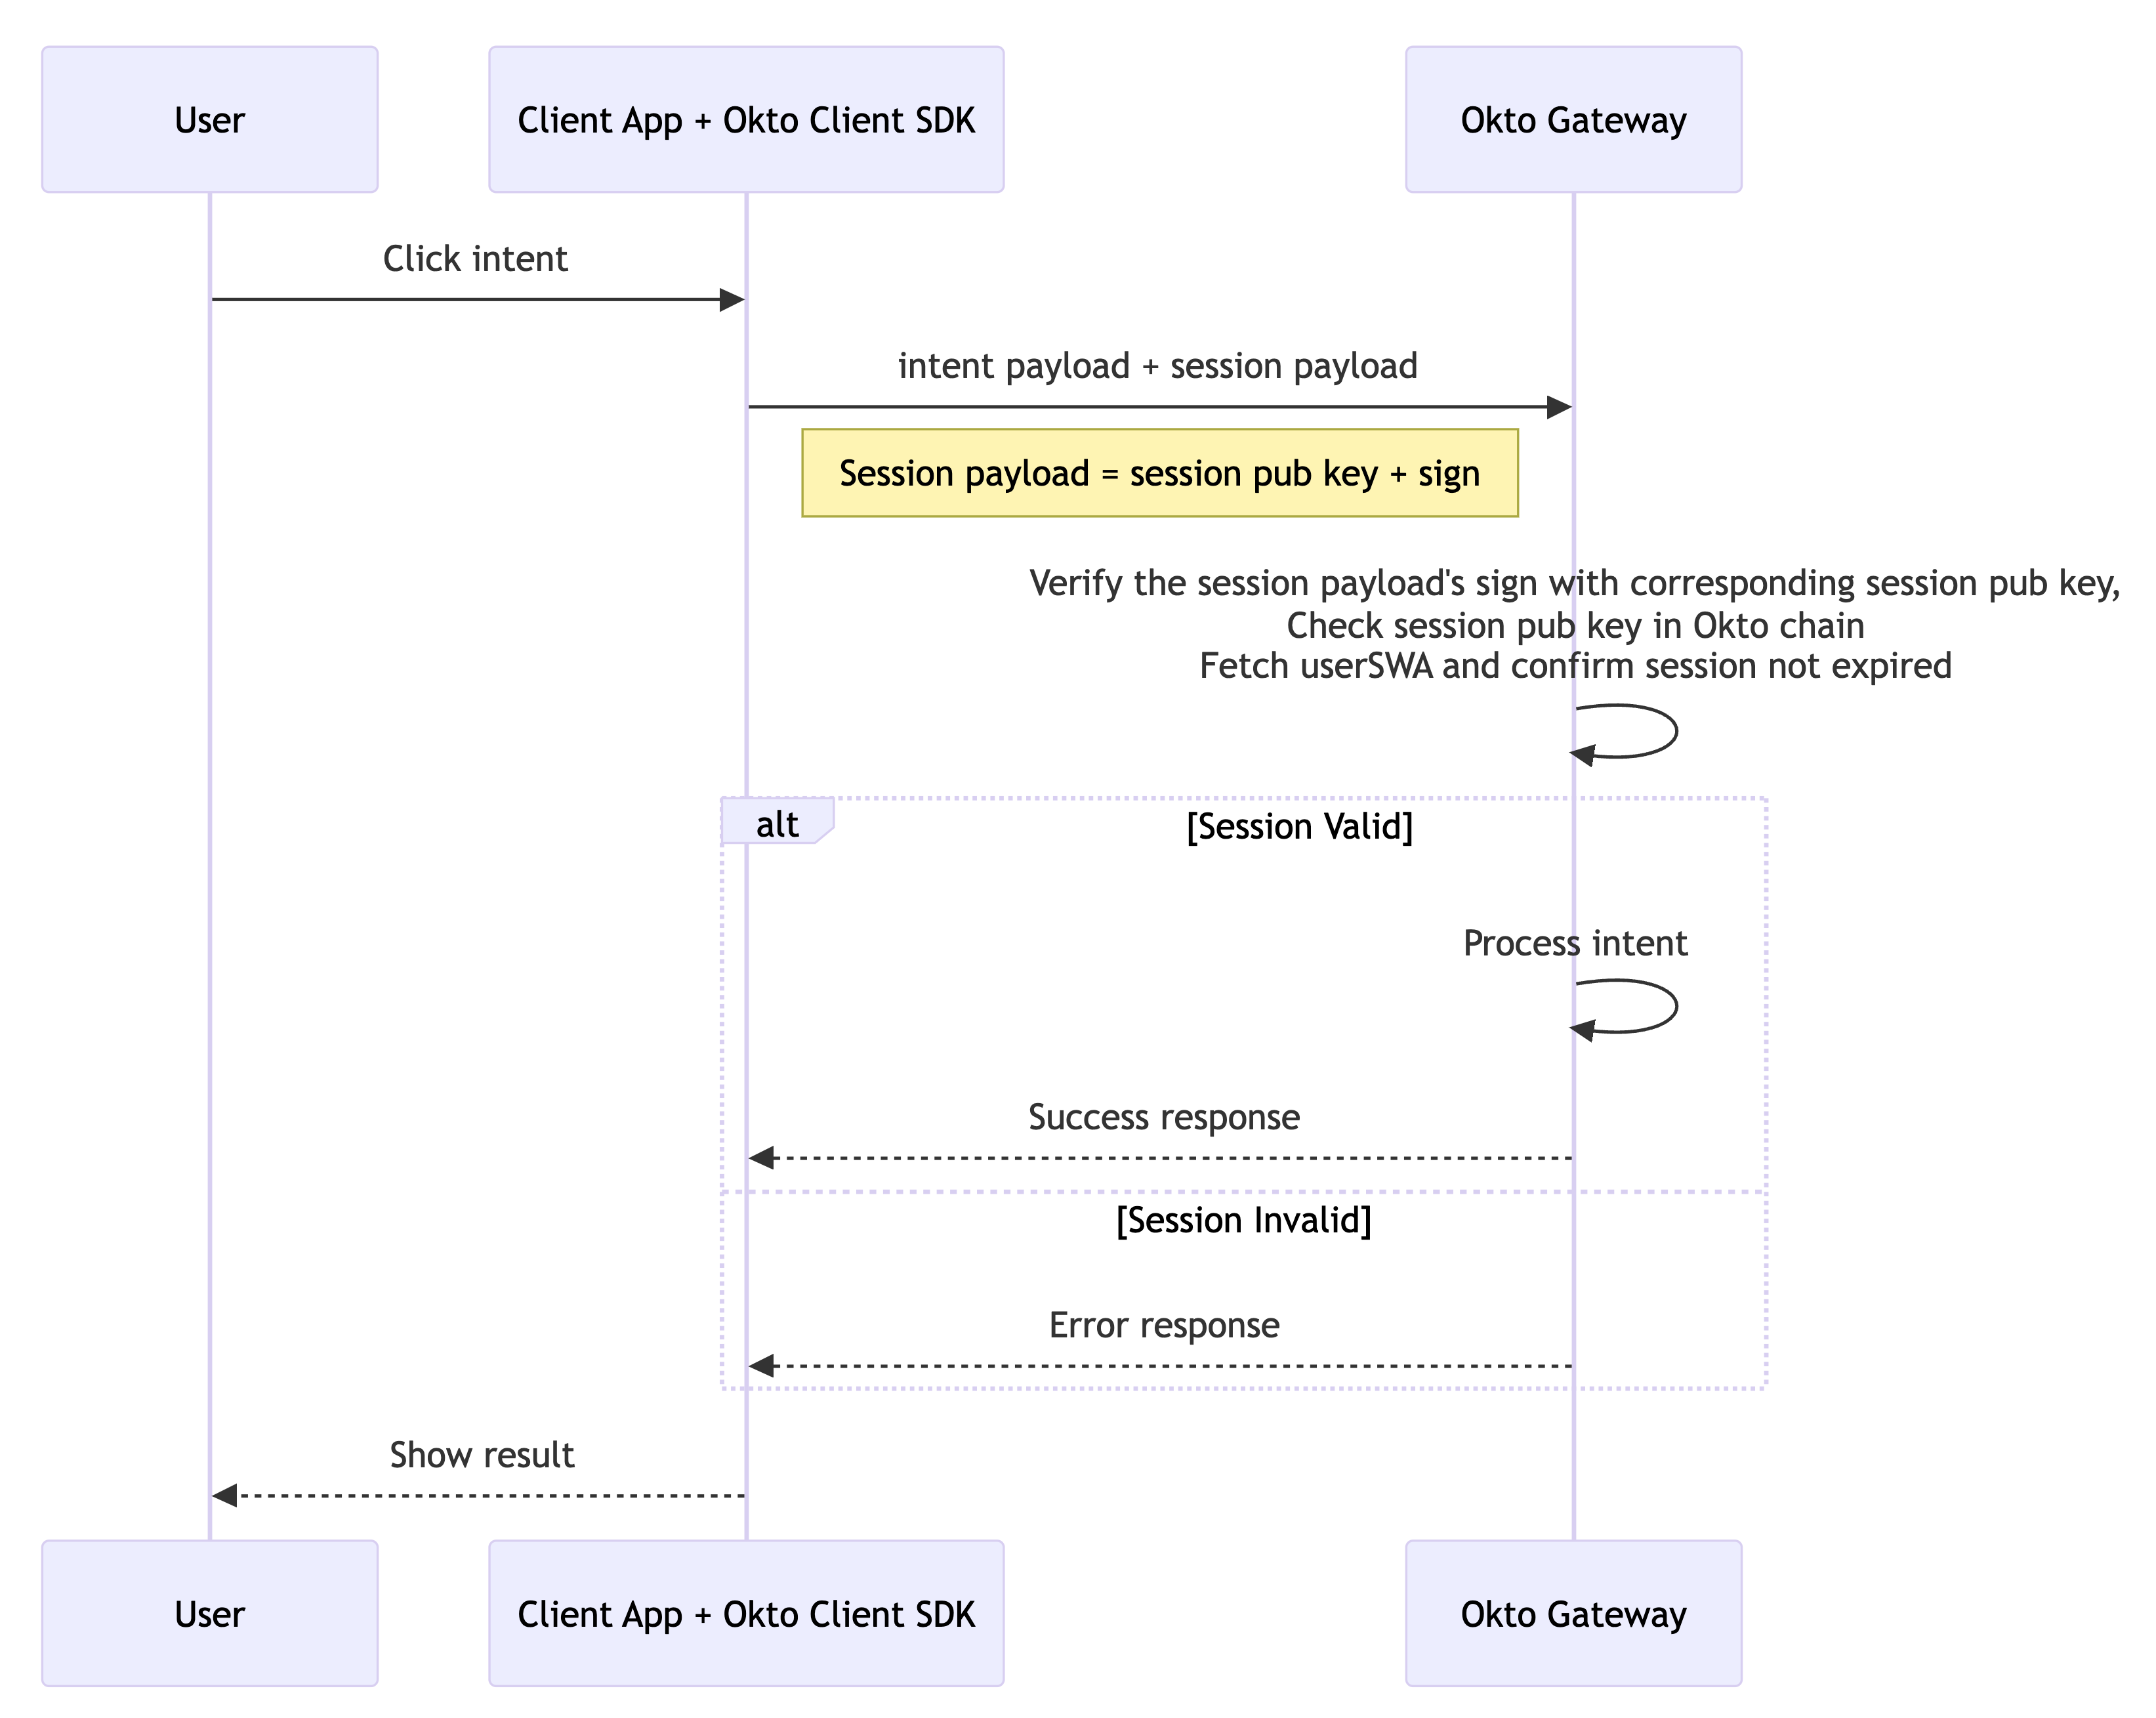 User
Client App + Okto Client SDK
Okto Gateway
Click intent
intent payload + session payload
Session payload = session pub key + sign
Verify the session payload's sign with corresponding session pub key,
Check session pub key in Okto chain
Fetch userSWA and confirm session not expired
alt
[Session Valid]
Process intent
Success response
[Session Invalid]
Error response
Show result
User
Client App + Okto Client SDK
Okto Gateway